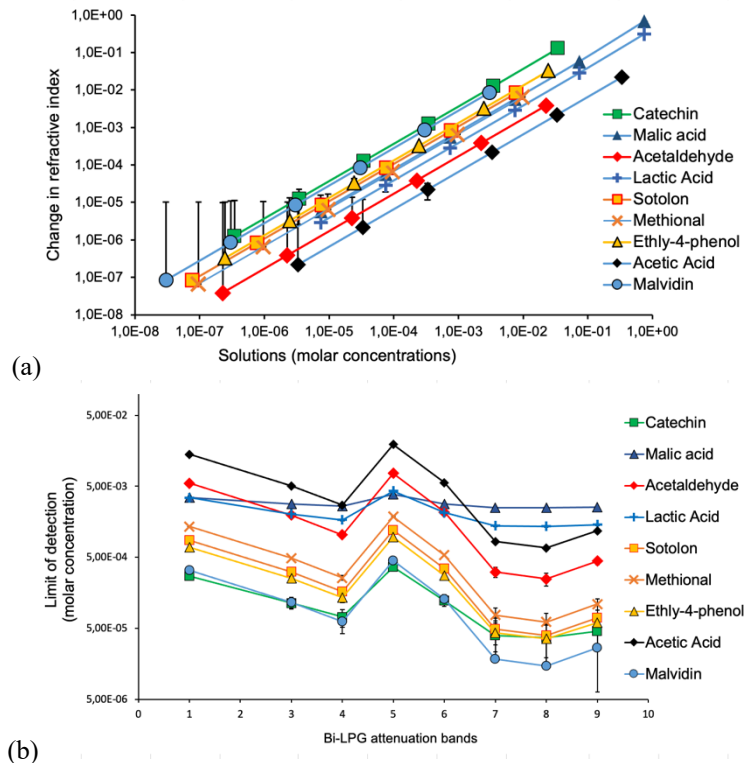 1,0E+00
1,0E-01
1,0E-02
1,0E-03
1,0E-04
1,0E-05
1,0E-06
1,0E-07
1,0E-08
Change in refractive index
1,0E-08 1,0E-07 1,0E-06 1,0E-05 1,0E-04 1,0E-03 1,0E-02 1,0E-01 1,0E+00
Solutions (molar concentrations)
Catechin
Malic acid
Acetaldehyde
Lactic Acid
Sotolon
Methional
Ethly-4-phenol
Acetic Acid
Malvidin
(a)
5,00E-02
5,00E-03
5,00E-04
5,00E-05
5,00E-06
Limit of detection
(molar concentration)
0 1 2 3 4 5 6 7 8 9 10
Bi-LPG attenuation bands
Catechin
Malic acid
Acetaldehyde
Lactic Acid
Sotolon
Methional
Ethly-4-phenol
Acetic Acid
Malvidin
(b)